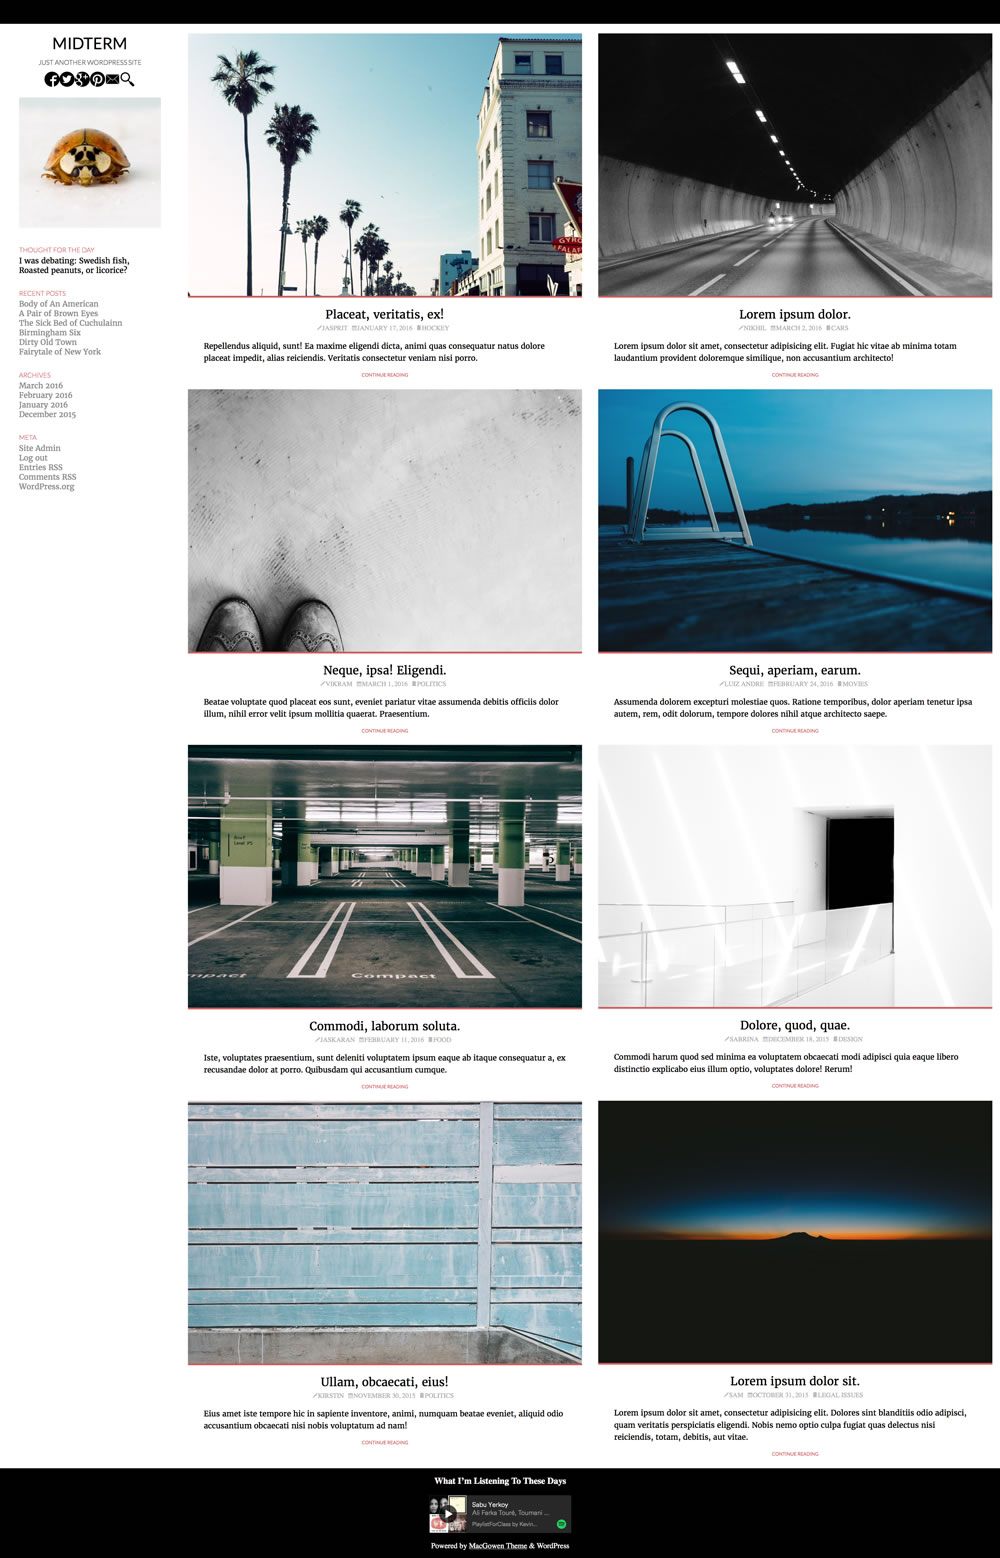 MIDTERM
JUST ANOTHER WORDPRESS SITE
THOUGHT FOR THE DAY
I was debating: Swedish fish,
Roasted peanuts, or licorice?
RECENT POSTS
Body of An American
A Pair of Brown Eyes
The Sick Bed of Cuchulainn
Birmingham Six
Dirty Old Town
Fairytale of New York
ARCHIVES
March 2016
February 2016
January 2016
December 2015
META
Site Admin
Log out
Entries RSS
Comments RSS
WordPress.org
GYRO
Placeat, veritatis, ex!
JASPRIT JANUARY 17, 2016 HOCKEY
Repellendus aliquid, sunt! Ea maxime eligendi dicta, animi quas consequatur natus dolore
placeat impedit, alias reiciendis. Veritatis consectetur veniam nisi porro.
CONTINUE READING
Lorem ipsum dolor.
NIKHIL MARCH 2, 2016 CARS
Lorem ipsum dolor sit amet, consectetur adipisicing elit. Fugiat hic vitae ab minima totam
laudantium provident doloremque similique, non accusantium architecto!
CONTINUE READING
Neque, ipsa! Eligendi.
VIKRAM MARCH 1, 2016 POLITICS
Beatae voluptate quod placeat eos sunt, eveniet pariatur vitae assumenda debitis officiis dolor
illum, nihil error velit ipsum mollitia quaerat. Praesentium.
CONTINUE READING
Sequi, aperiam, earum.
LUIZ ANDRE FEBRUARY 24, 2016 MOVIES
Assumenda dolorem excepturi molestiae quos. Ratione temporibus, dolor aperiam tenetur ipsa
autem, rem, odit dolorum, tempore dolores nihil atque architecto saepe.
CONTINUE READING
Level P5
mpact
Compact
Commodi, laborum soluta.
JASKARAN FEBRUARY 11, 2016 FOOD
Iste, voluptates praesentium, sunt deleniti voluptatem ipsum eaque ab itaque consequatur a, ex
recusandae dolor at porro. Quibusdam qui accusantium cumque.
CONTINUE READING
Dolore, quod, quae.
SABRINA DECEMBER 18, 2015 DESIGN
Commodi harum quod sed minima ea voluptatem obcaecati modi adipisci quia eaque libero
distinctio explicabo eius illum optio, voluptates dolore! Rerum!
CONTINUE READING
Ullam, obcaecati, eius!
KIRSTIN NOVEMBER 30, 2015 POLITICS
Eius amet iste tempore hic in sapiente inventore, animi, numquam beatae eveniet, aliquid odio
accusantium obcaecati nisi nobis voluptatum ad nam!
CONTINUE READING
Lorem ipsum dolor sit.
SAM OCTOBER 31, 2015 LEGAL ISSUES
Lorem ipsum dolor sit amet, consectetur adipisicing elit. Dolores sint blanditiis odio adipisci,
quam veritatis perspiciatis eligendi. Nobis nemo optio culpa fugiat quas delectus nisi
reiciendis, totam, debitis, aut vitae.
CONTINUE READING
What I'm Listening To These Days
Sabu Yerkoy
Ali Farka Touré, Toumani ...
PlaylistForClass by Kevin...
Powered by MacGowen Theme & WordPress